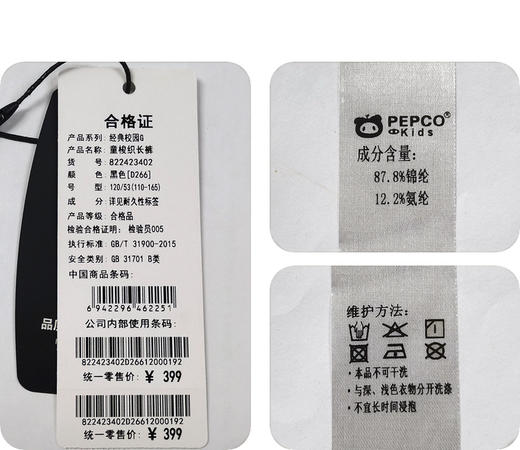 合格证
产品系列: 经典校园G
产品名称: 童梭织长裤
货 号: 822423402
颜 色: 黑色[D266]
号 型: 120/53(110-165)
成 分: 详见耐久性标签
产品等级: 合格品
检验合格证明: 检验员005
执行标准: GB/T 31900-2015
安全类别: GB 31701 B类
中国商品条码:
6942296462251
公司内部使用条码:
822423402D26612000192
统一零售价: ¥ 399
822423402D26612000192
统一零售价: ¥ 399
PEPCO
Kids
成分含量:
87.8%锦纶
12.2%氨纶
维护方法:
·本品不可干洗
·与深、浅色衣物分开洗涤
·不宜长时间浸泡